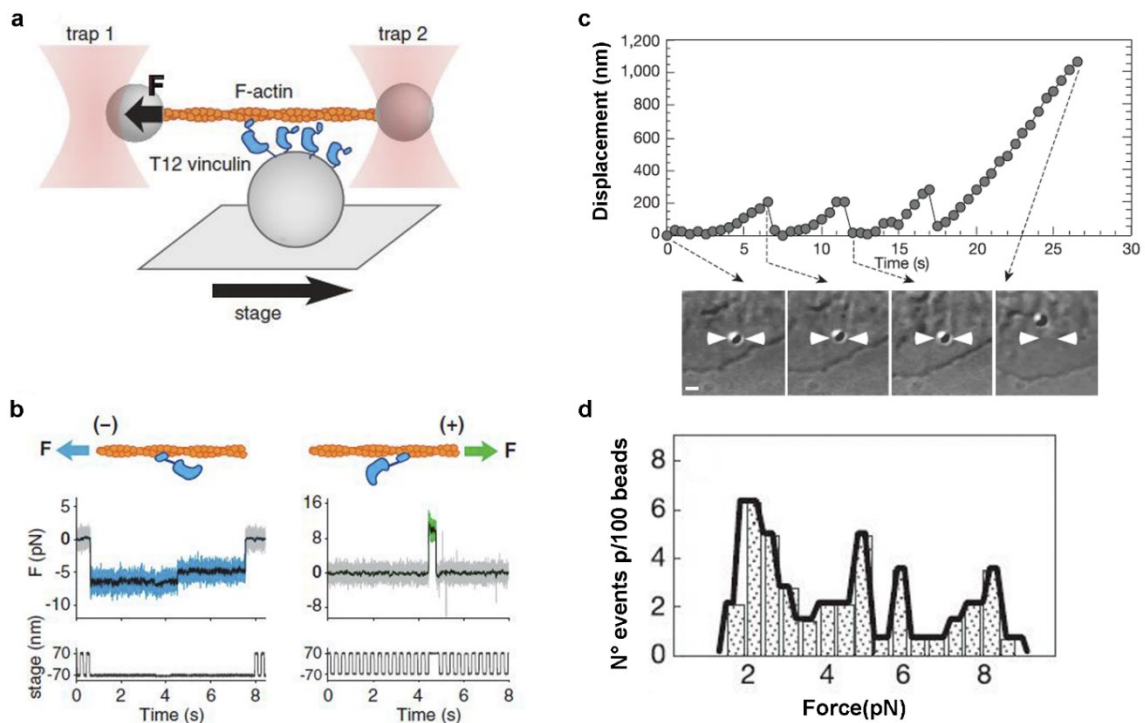 a
trap 1
trap 2
F
F-actin
T12 vinculin
stage
b
(–)
(+)
F
F
F (pN)
5
0
-5
-10
16
8
0
-8
stage (nm)
70
-70
70
-70
0 2 4 6 8
0 2 4 6 8
Time (s)
Time (s)
c
Displacement (nm)
1,200
1,000
800
600
400
200
0
0 5 10 15 20 25 30
Time (s)
d
N° events p/100 beads
8
6
4
2
0
2 4 6 8
Force(pN)